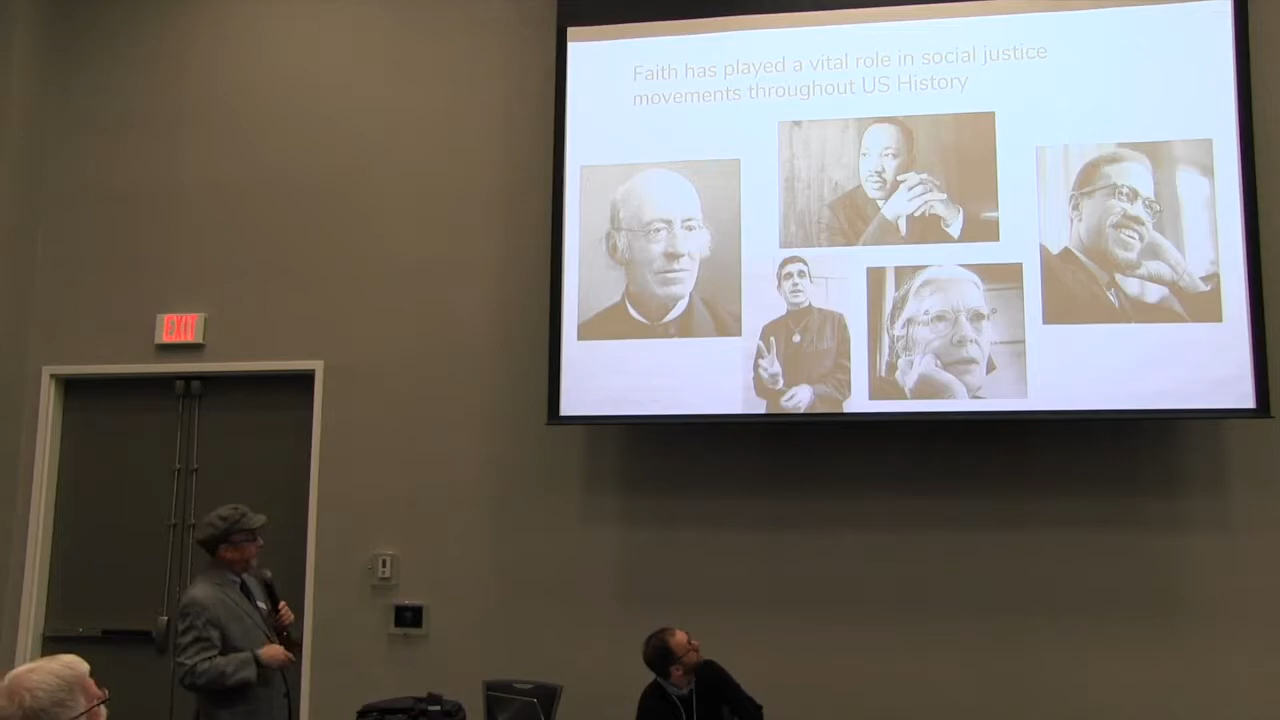 Faith has played a vital role in social justice
movements throughout US History
EXIT